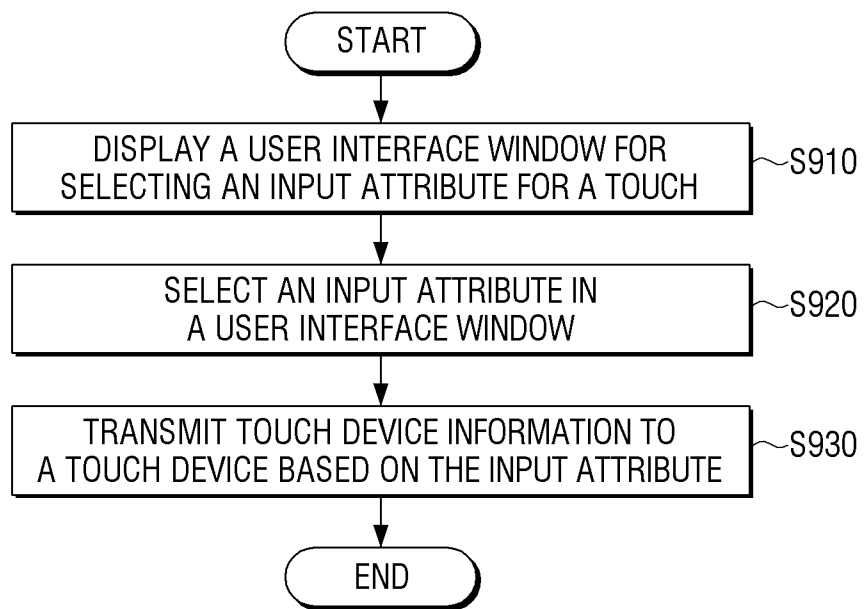 START
DISPLAY A USER INTERFACE WINDOW FOR
SELECTING AN INPUT ATTRIBUTE FOR A TOUCH
S910
SELECT AN INPUT ATTRIBUTE IN
A USER INTERFACE WINDOW
S920
TRANSMIT TOUCH DEVICE INFORMATION TO
A TOUCH DEVICE BASED ON THE INPUT ATTRIBUTE
S930
END